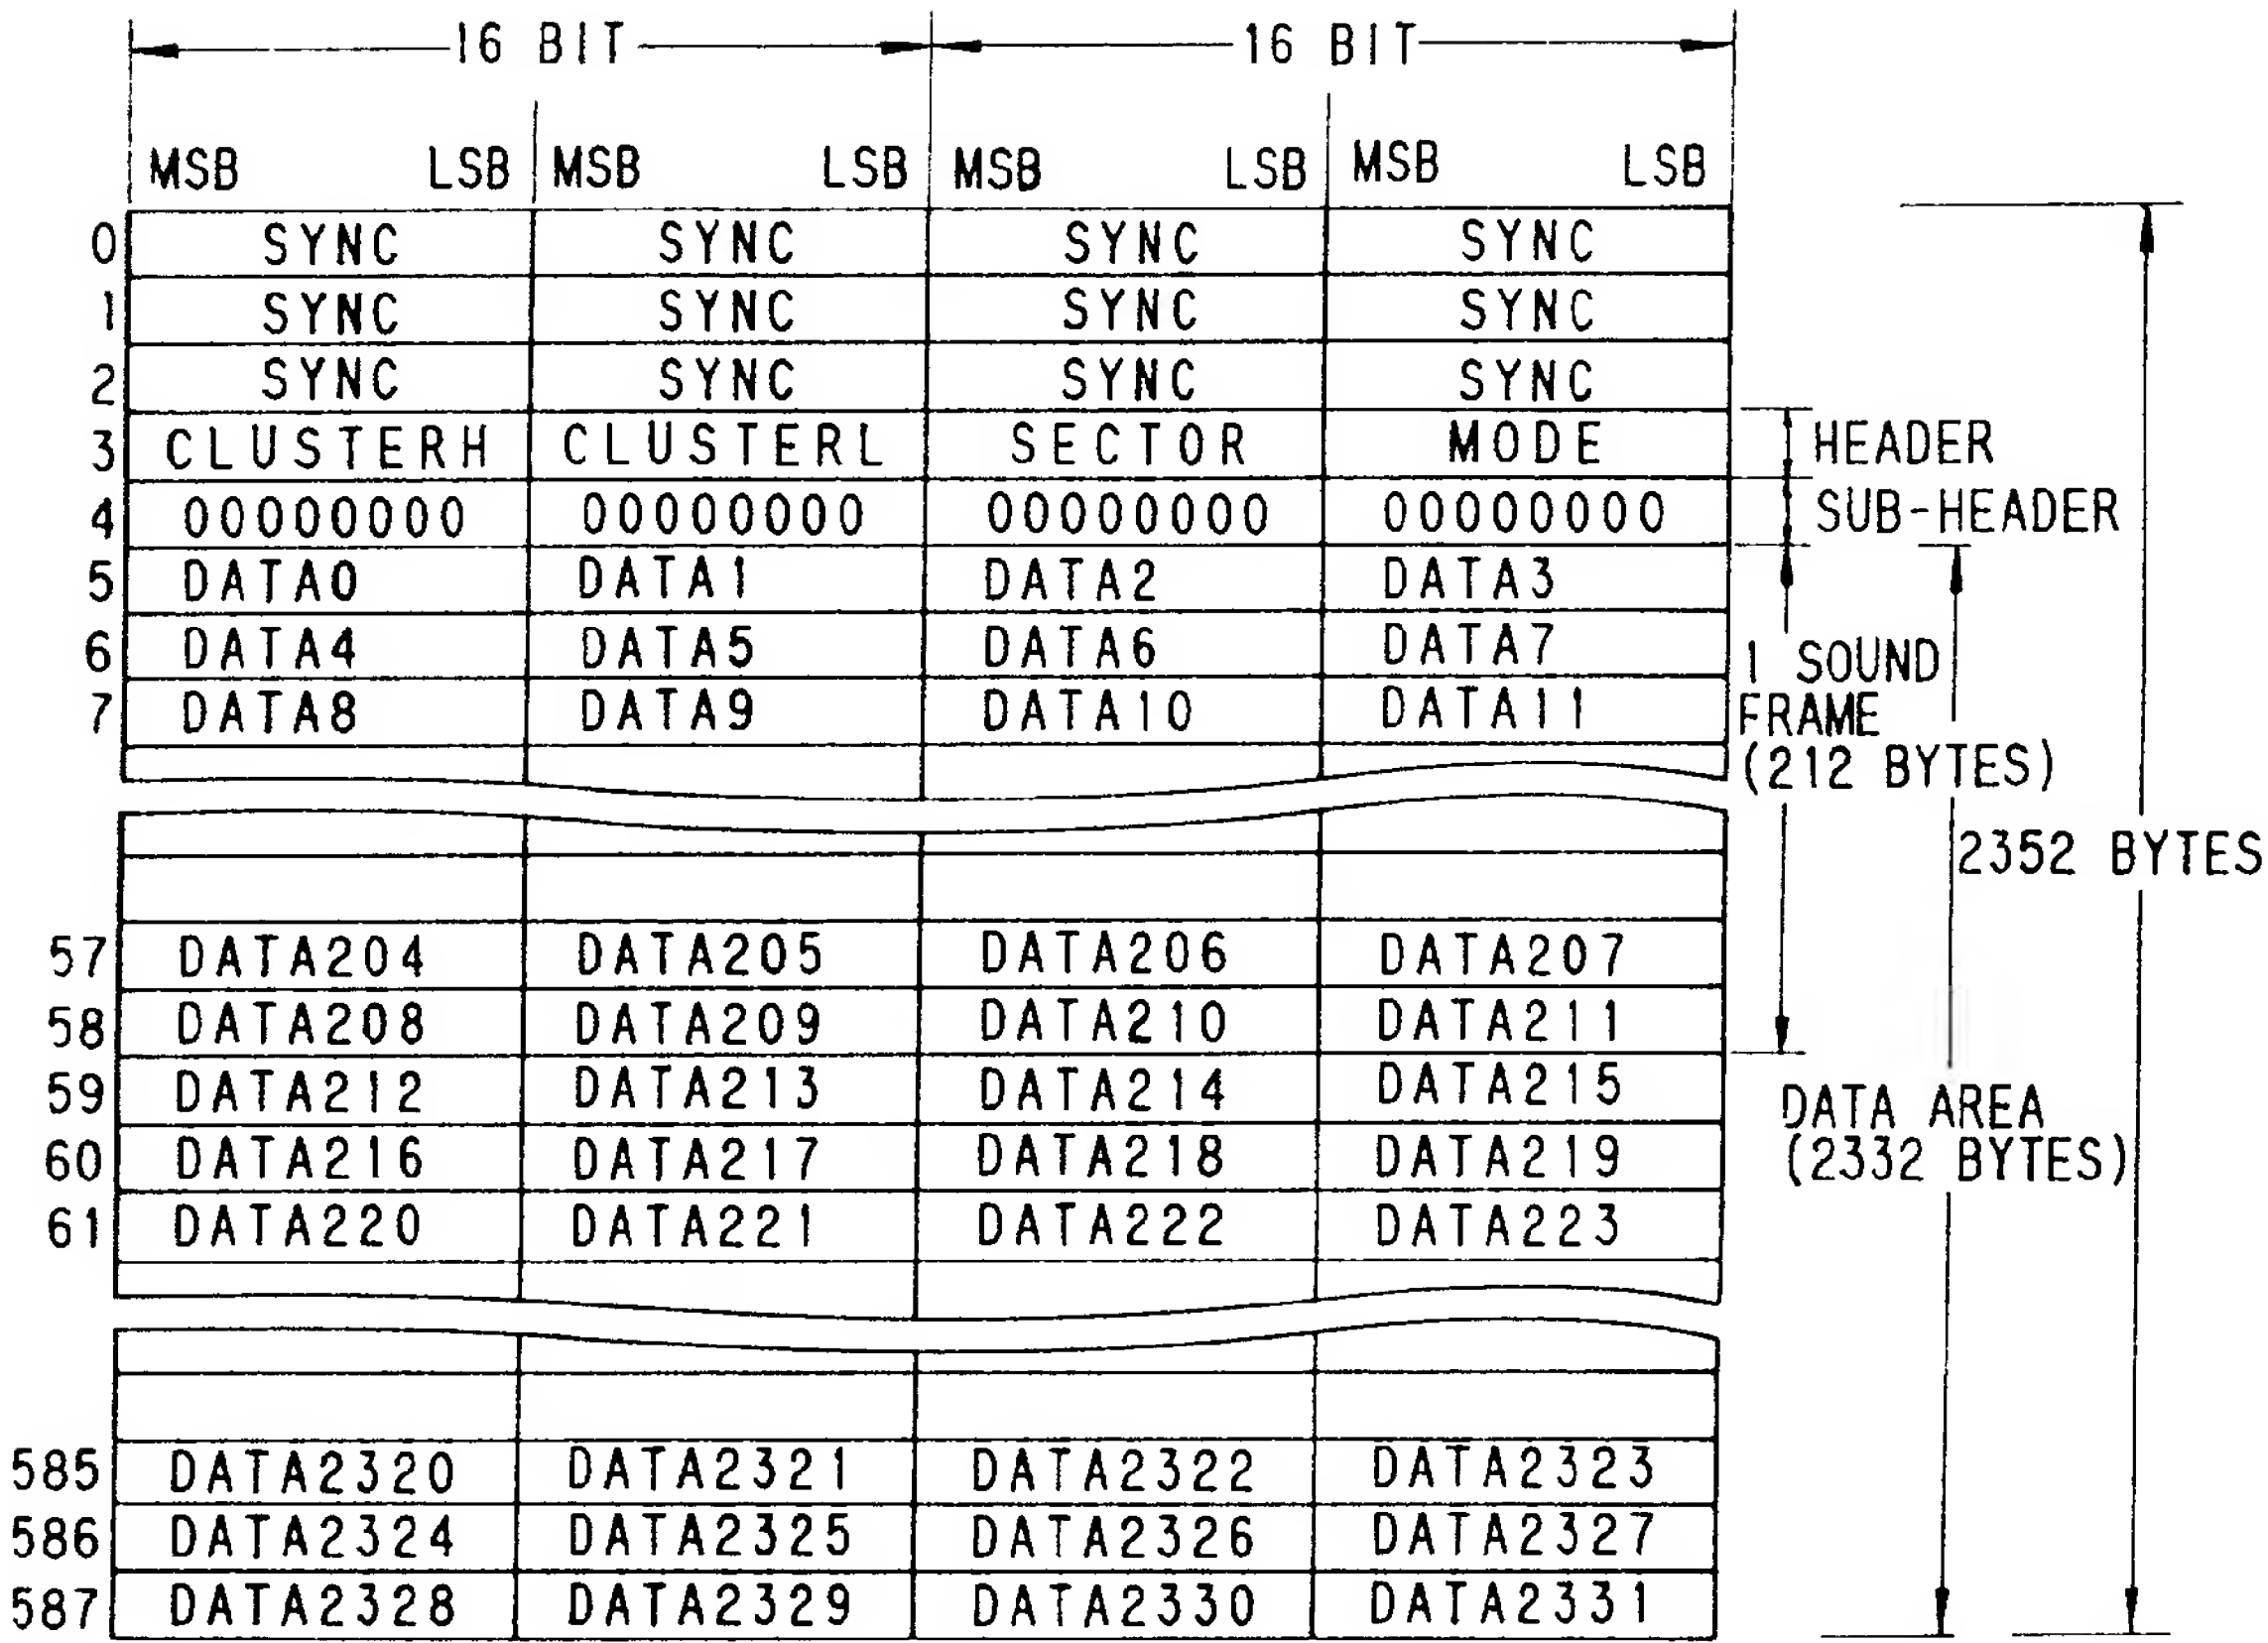 16 BIT 16 BIT
MSB LSB MSB LSB MSB LSB MSB LSB
0 SYNC SYNC SYNC SYNC
1 SYNC SYNC SYNC SYNC
2 SYNC SYNC SYNC SYNC
3 CLUSTERH CLUSTERL SECTOR MODE HEADER
4 00000000 00000000 00000000 00000000 SUB-HEADER
5 DATA0 DATA1 DATA2 DATA3
6 DATA4 DATA5 DATA6 DATA7
1 SOUND
7 DATA8 DATA9 DATA10 DATA11
FRAME
(212 BYTES)
2352 BYTES
57 DATA204 DATA205 DATA206 DATA207
58 DATA208 DATA209 DATA210 DATA211
59 DATA212 DATA213 DATA214 DATA215
DATA AREA
60 DATA216 DATA217 DATA218 DATA219
(2332 BYTES)
61 DATA220 DATA221 DATA222 DATA223
585 DATA2320 DATA2321 DATA2322 DATA2323
586 DATA2324 DATA2325 DATA2326 DATA2327
587 DATA2328 DATA2329 DATA2330 DATA2331